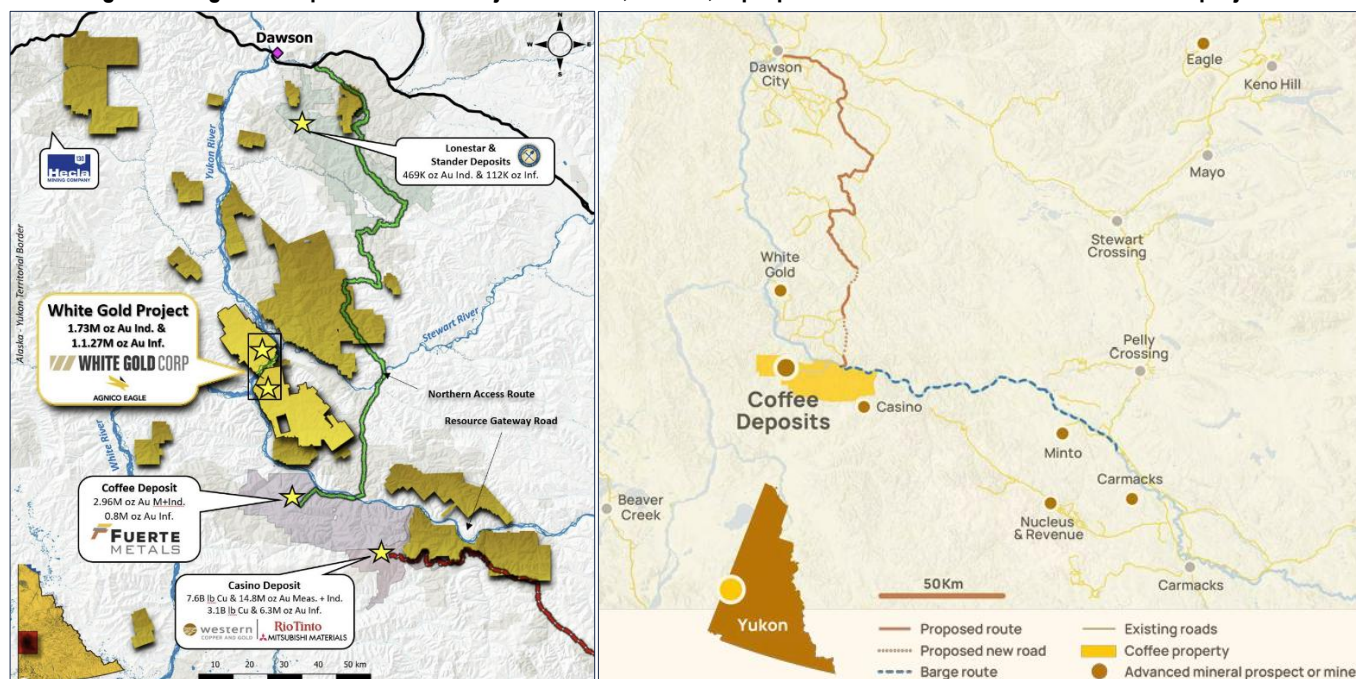 Dawson
W
E
S
Yukon River
Hecla
MINING COMPANY
Lonestar &
Stander Deposits
469K oz Au Ind. & 112K oz Inf.
Alaska - Yukon Territorial Border
White Gold Project
1.73M oz Au Ind. &
1.1.27M oz Au Inf.
WHITE GOLD CORP
AGNICO EAGLE
Stewart River
Northern Access Route
Resource Gateway Road
White River
Coffee Deposit
2.96M oz Au M+Ind.
0.8M oz Au Inf.
FUERTE
METALS
Casino Deposit
7.6B lb Cu & 14.8M oz Au Meas. + Ind.
3.1B lb Cu & 6.3M oz Au Inf.
western
COPPER AND GOLD
RioTinto
MITSUBISHI MATERIALS
10 20 30 40 50 km
Dawson
City
Eagle
Keno Hill
Mayo
Stewart
Crossing
White
Gold
Pelly
Crossing
Coffee
Deposits
Casino
Minto
Carmacks
Beaver
Creek
Nucleus
& Revenue
Carmacks
50Km
Yukon
Proposed route
Proposed new road
Barge route
Existing roads
Coffee property
Advanced mineral prospect or mine